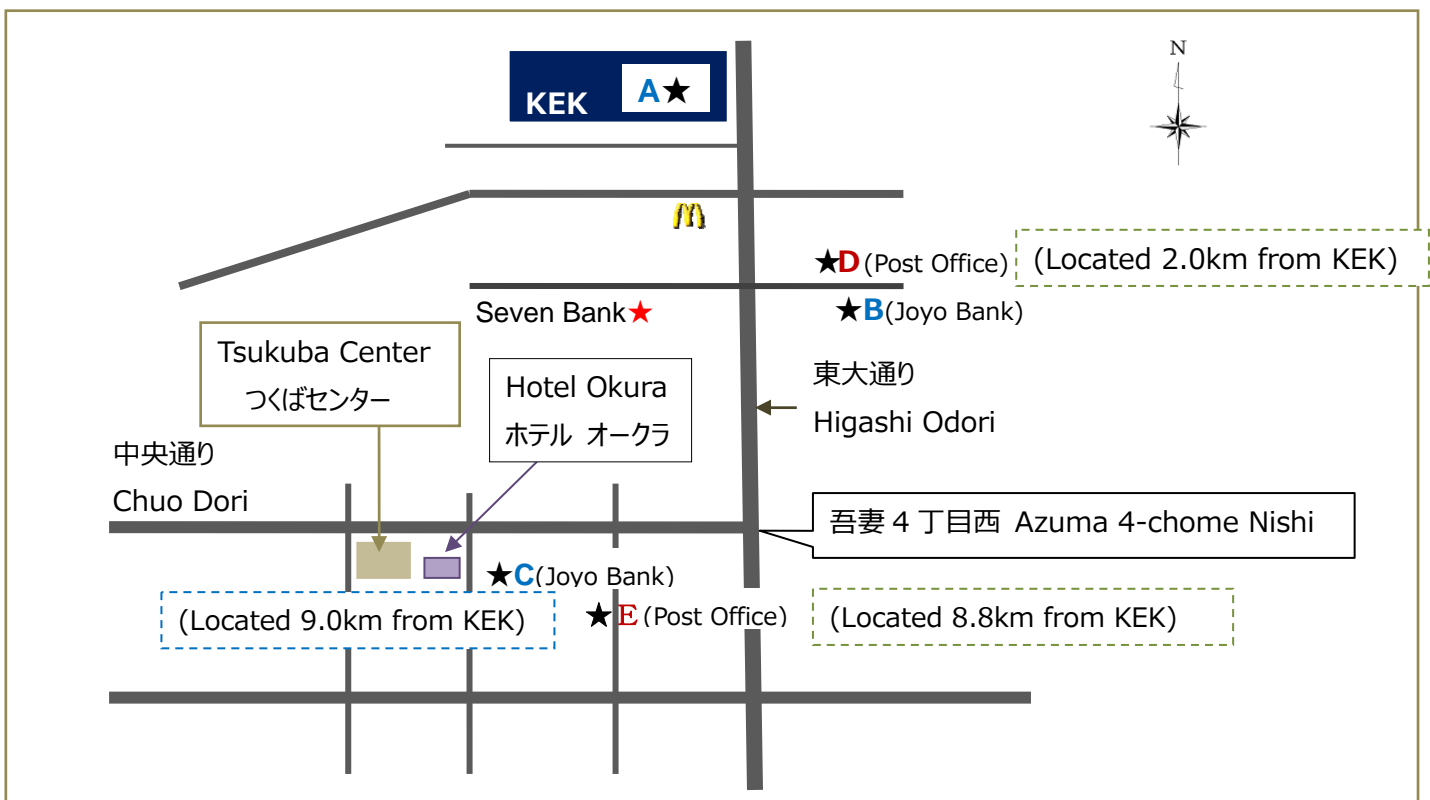 N
A★
KEK
★D(Post Office)
(Located 2.0km from KEK)
Seven Bank★
★B(Joyo Bank)
Tsukuba Center
つくばセンター
Hotel Okura
ホテル オークラ
東大通り
Higashi Odori
中央通り
Chuo Dori
吾妻４丁目西 Azuma 4-chome Nishi
★C(Joyo Bank)
(Located 9.0km from KEK)
★E(Post Office)
(Located 8.8km from KEK)